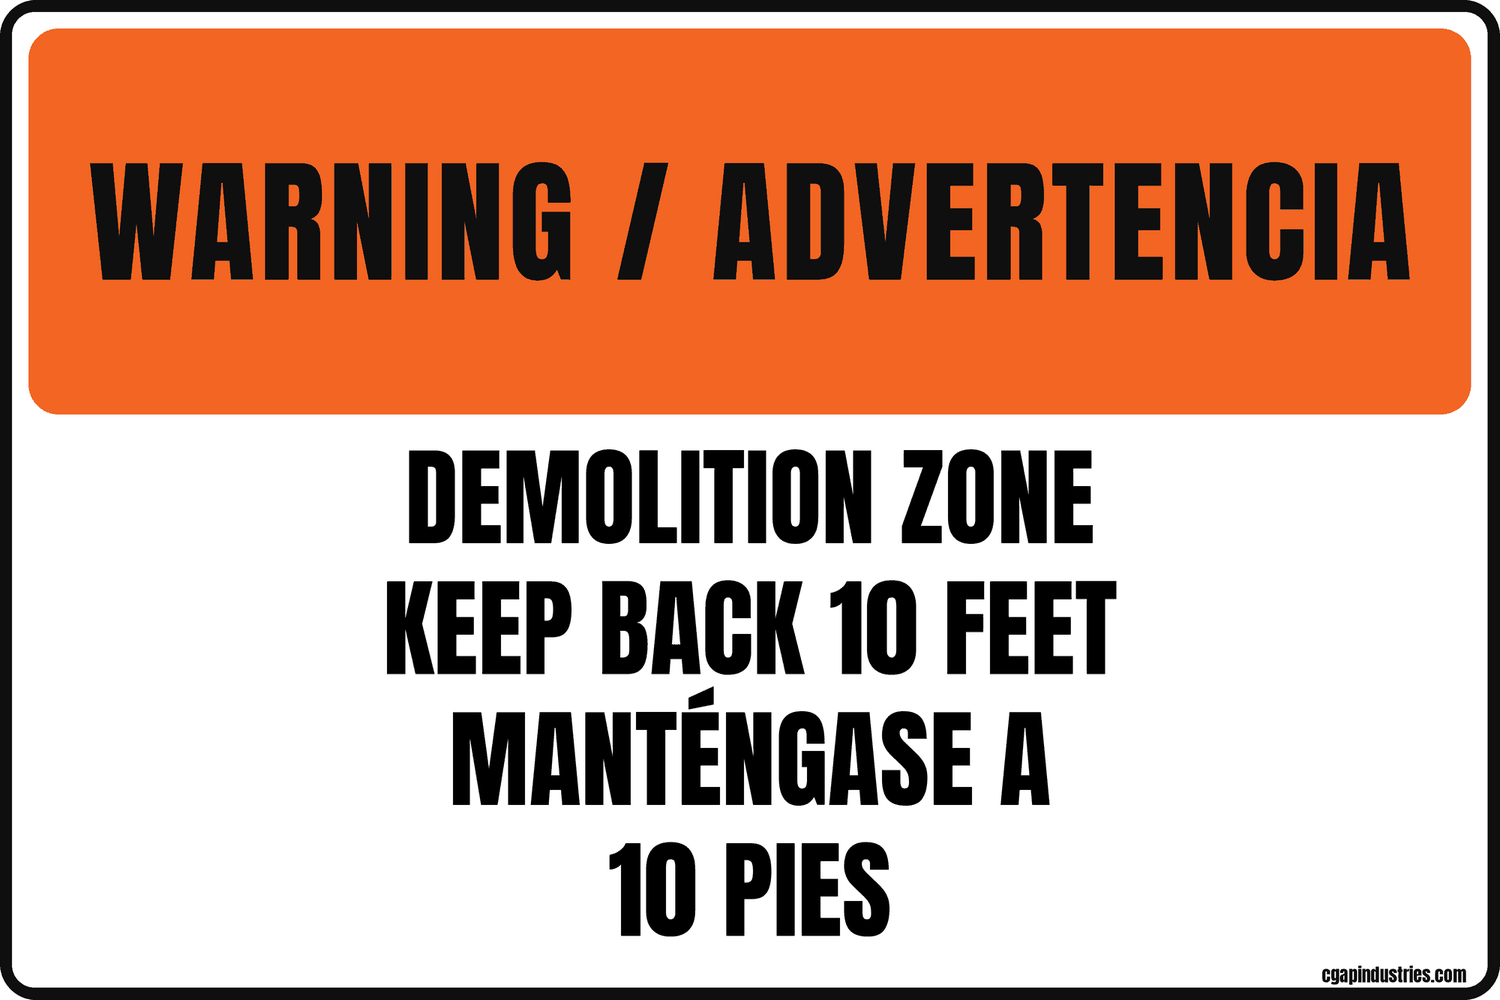 WARNING / ADVERTENCIA
DEMOLITION ZONE
KEEP BACK 10 FEET
MANTÉNGASE A
10 PIES
cgapindustries.com